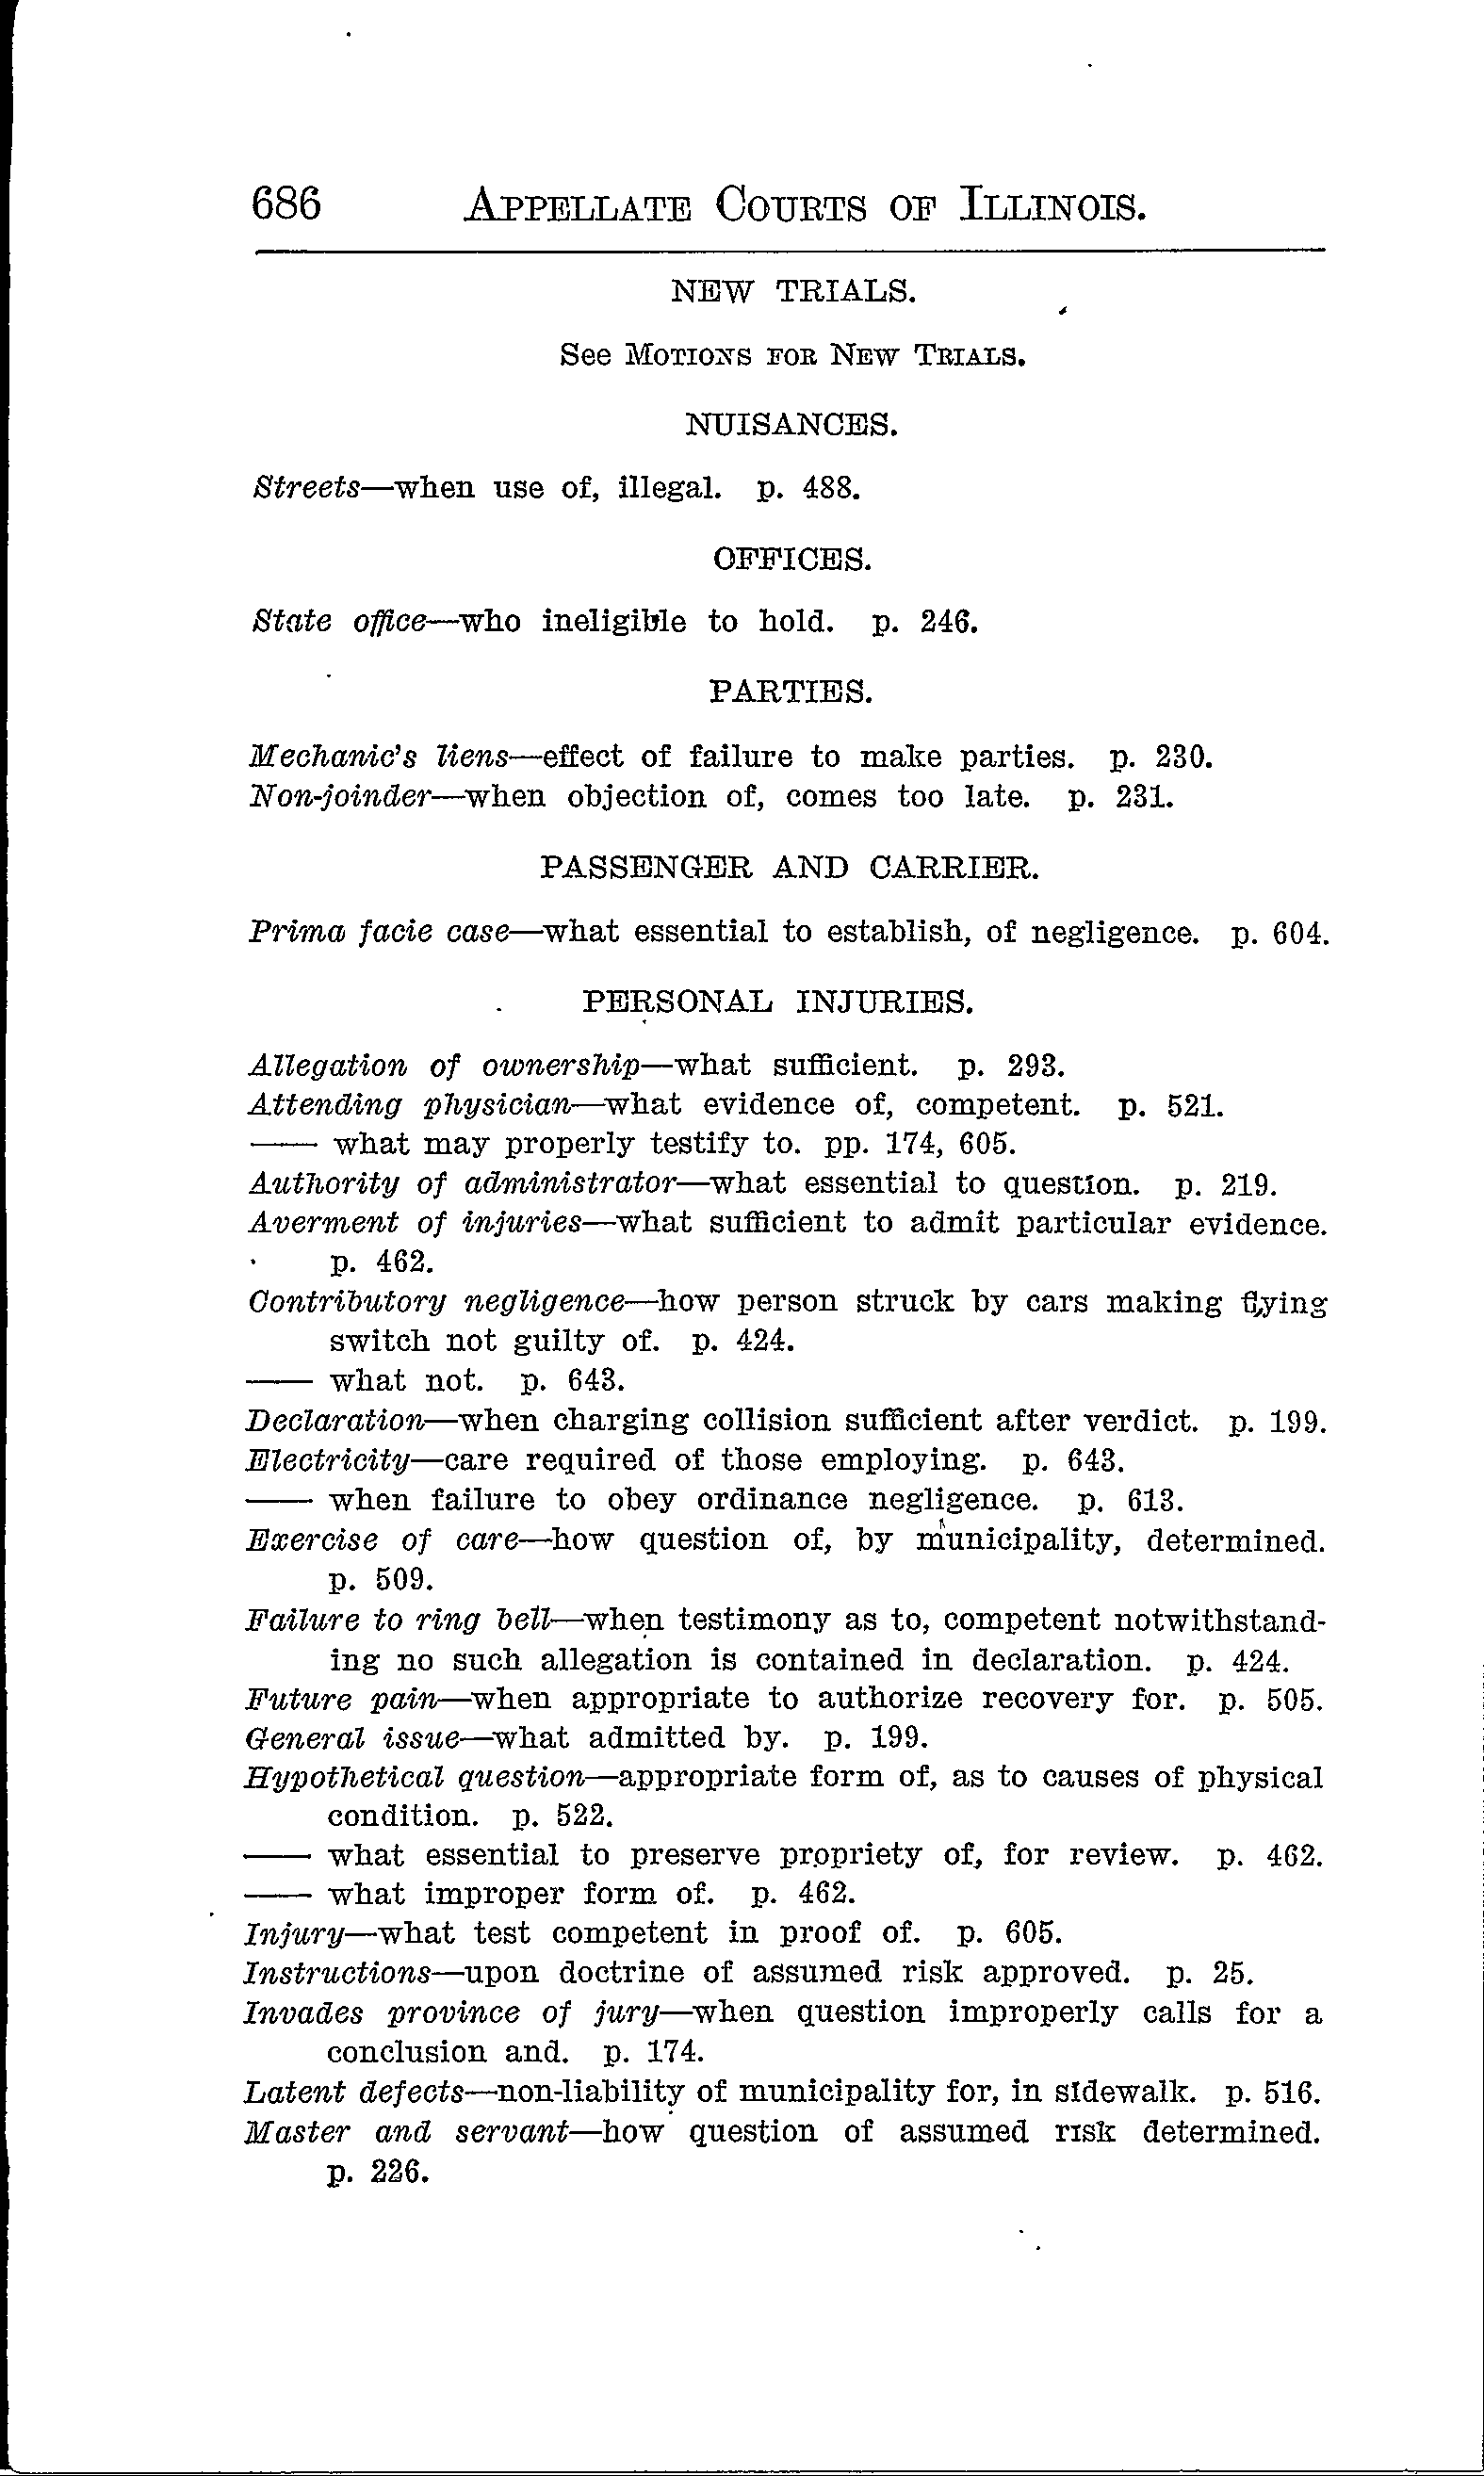 686 Appellate Courts of Illinois.
NEW TRIALS.
See Motions for New Trials.
NUISANCES.
Streets—when use of, illegal. p. 488.
OFFICES.
State office—who ineligible to hold. p. 246.
PARTIES.
Mechanic's liens—effect of failure to make parties. p. 230.
Non-joinder—when objection of, comes too late. p. 231.
PASSENGER AND CARRIER.
Prima facie case—what essential to establish, of negligence. p. 604.
PERSONAL INJURIES.
Allegation of ownership—what sufficient. p. 293.
Attending physician—what evidence of, competent. p. 521.
—— what may properly testify to. pp. 174, 605.
Authority of administrator—what essential to question. p. 219.
Averment of injuries—what sufficient to admit particular evidence.
p. 462.
Contributory negligence—how person struck by cars making flying
switch not guilty of. p. 424.
—— what not. p. 643.
Declaration—when charging collision sufficient after verdict. p. 199.
Electricity—care required of those employing. p. 643.
—— when failure to obey ordinance negligence. p. 613.
Exercise of care—how question of, by municipality, determined.
p. 509.
Failure to ring bell—when testimony as to, competent notwithstand-
ing no such allegation is contained in declaration. p. 424.
Future pain—when appropriate to authorize recovery for. p. 505.
General issue—what admitted by. p. 199.
Hypothetical question—appropriate form of, as to causes of physical
condition. p. 522.
—— what essential to preserve propriety of, for review. p. 462.
—— what improper form of. p. 462.
Injury—what test competent in proof of. p. 605.
Instructions—upon doctrine of assumed risk approved. p. 25.
Invades province of jury—when question improperly calls for a
conclusion and. p. 174.
Latent defects—non-liability of municipality for, in sidewalk. p. 516.
Master and servant—how question of assumed risk determined.
p. 226.